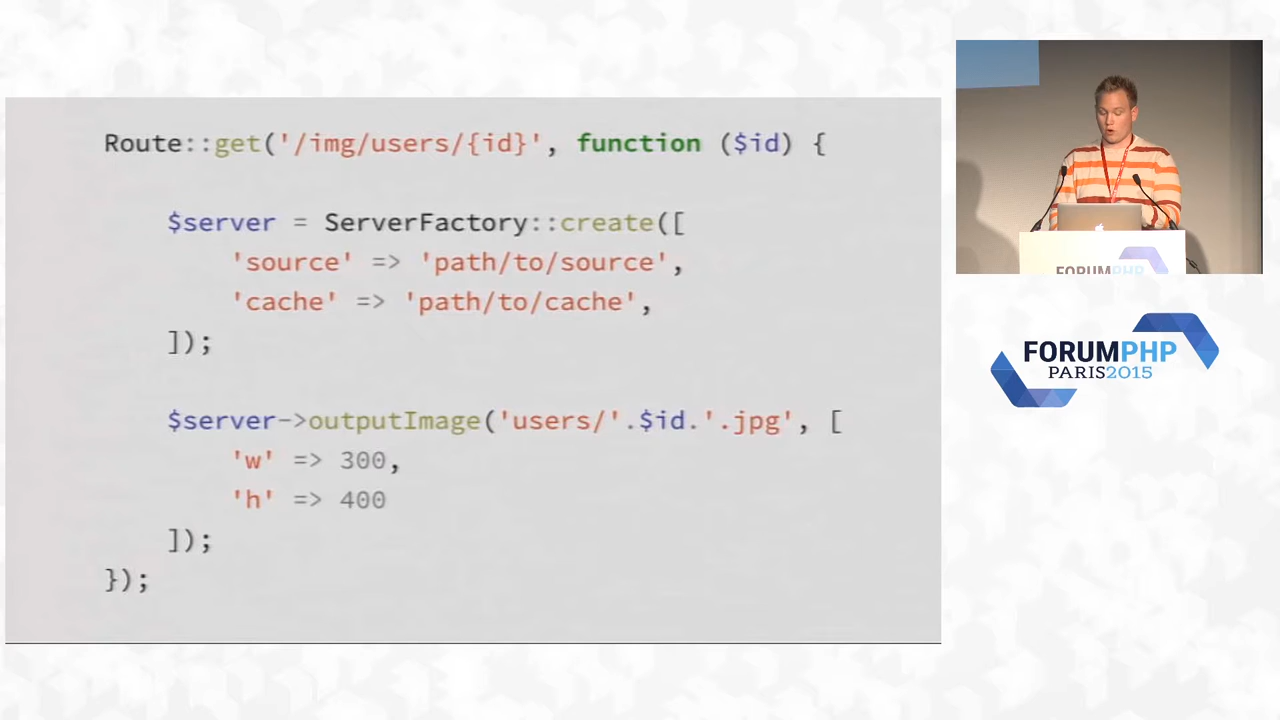 Route::get('/img/users/{id}', function ($id) {
$server = ServerFactory::create([
'source' => 'path/to/source',
'cache' => 'path/to/cache',
]);
$server->outputImage('users/'.$id.'.jpg', [
'w' => 300,
'h' => 400
]);
});
FORUMPHP
FORUMPHP
PARIS2015